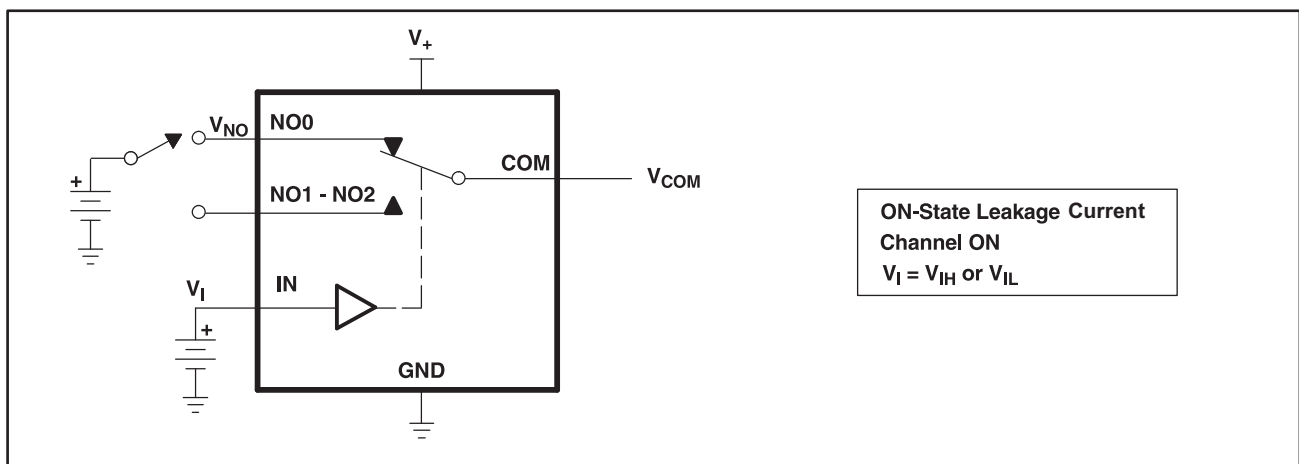 V+
VNO
NO0
COM
VCOM
+
NO1 - NO2
ON-State Leakage Current
Channel ON
VI = VIH or VIL
VI
IN
+
GND